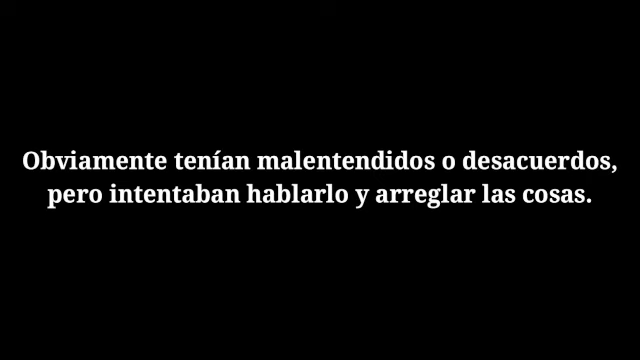 Obviamente tenían malentendidos o desacuerdos,
pero intentaban hablarlo y arreglar las cosas.